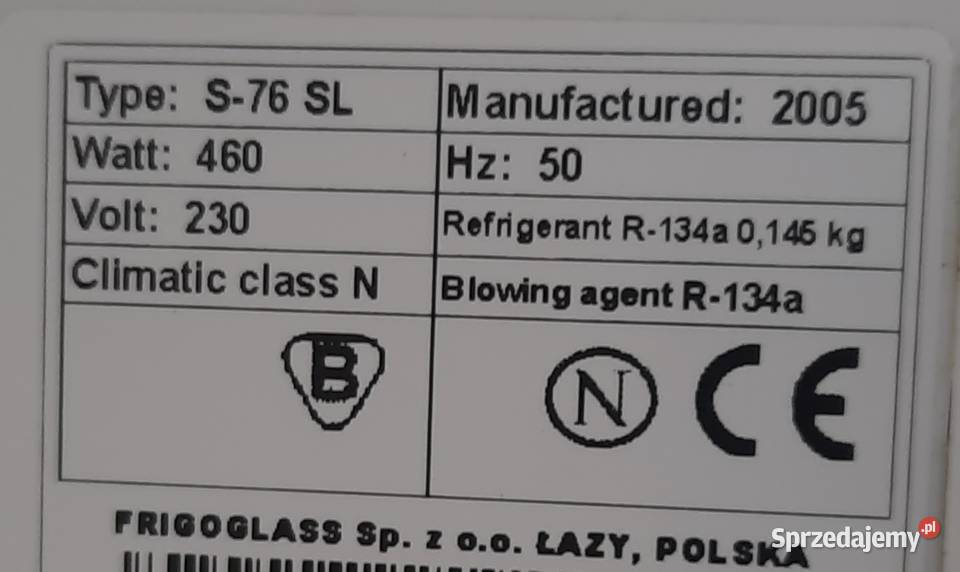 Type: S-76 SL
Manufactured: 2005
Watt: 460
Hz: 50
Volt: 230
Refrigerant R-134a 0,145 kg
Climatic class N
Blowing agent R-134a
B
N
CE
FRIGOGLASS Sp. z o.o. ŁAZY, POLSKA
Sprzedajemy.pl